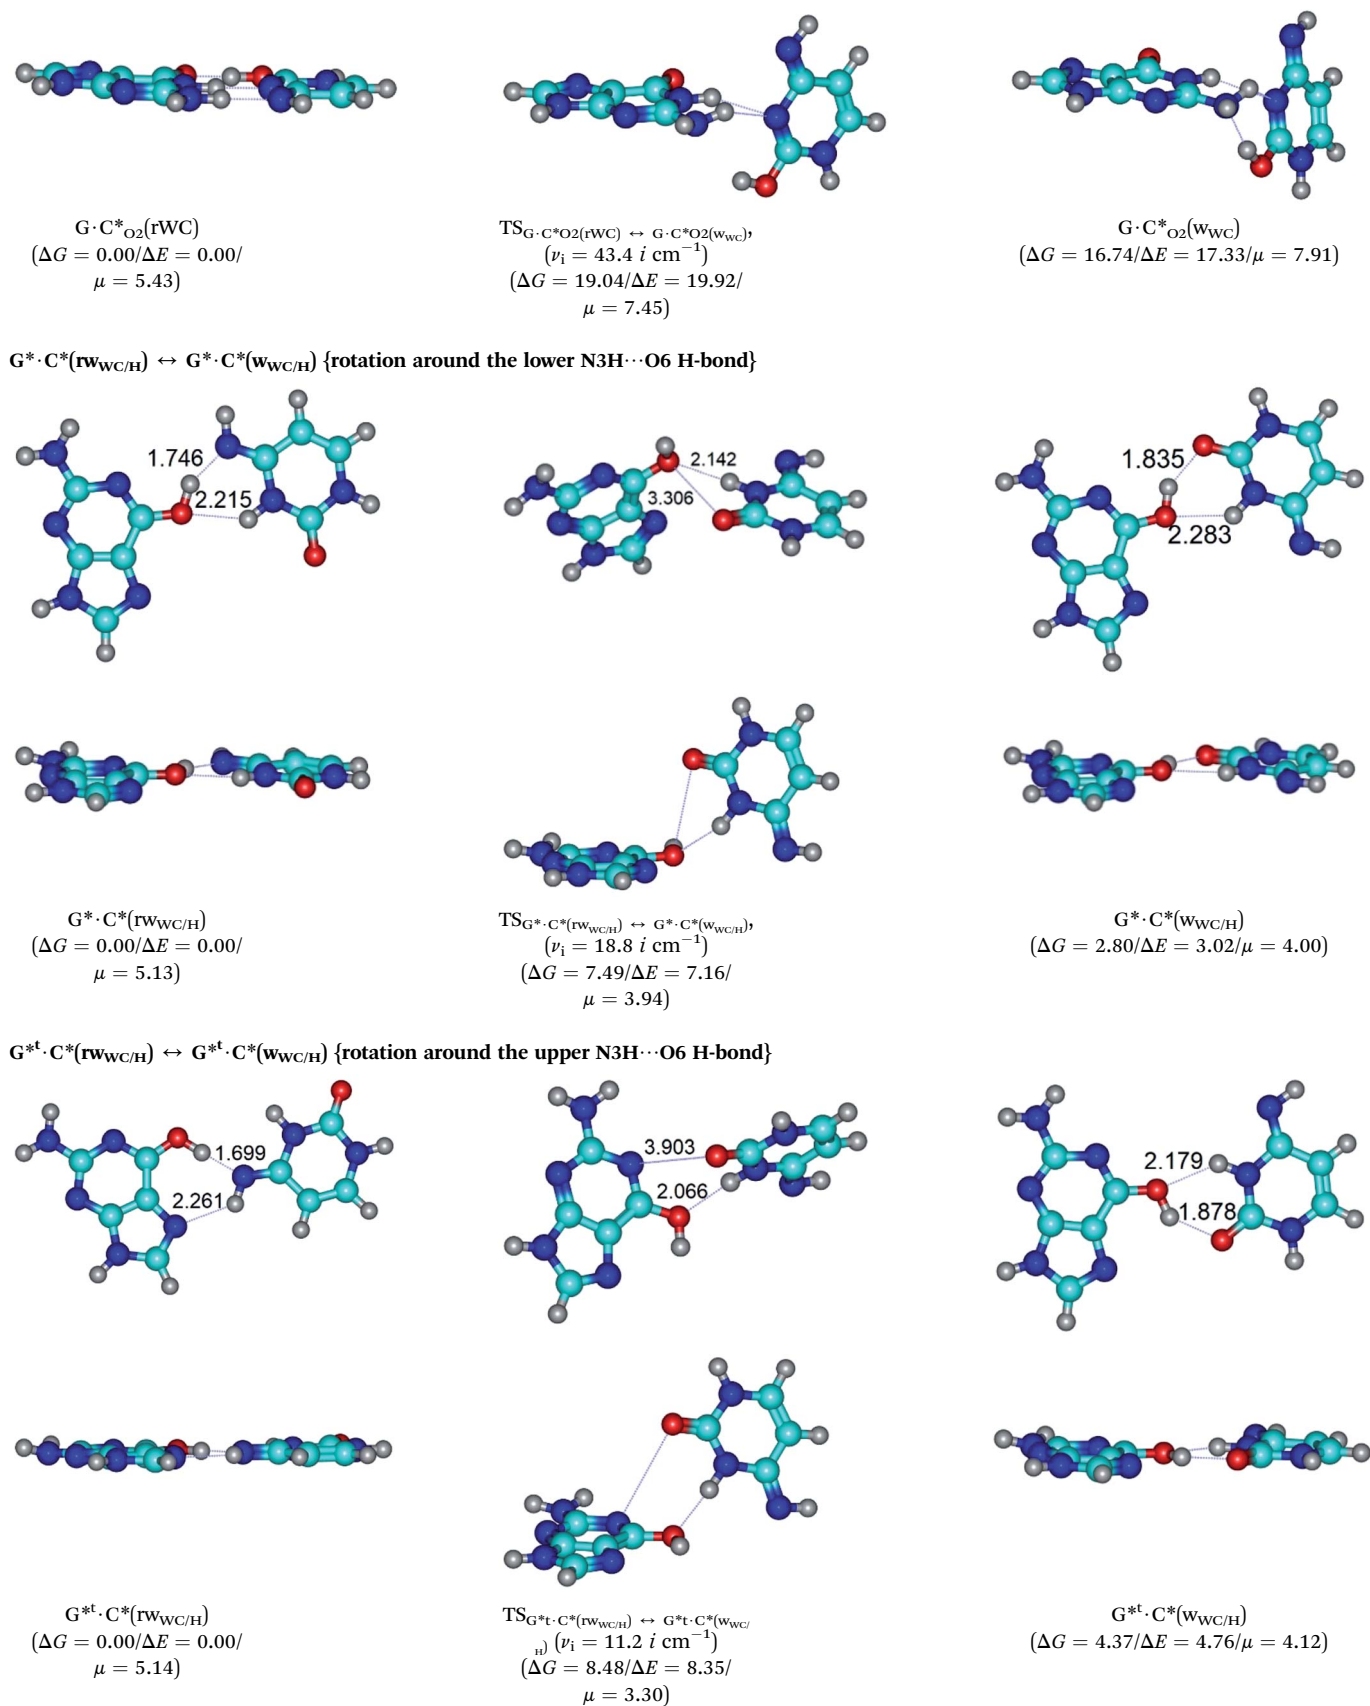 G·C*O2(rWC)
(ΔG = 0.00/ΔE = 0.00/
μ = 5.43)
TSG·C*O2(rWC) ↔ G·C*O2(wWC),
(νi = 43.4 i cm−1)
(ΔG = 19.04/ΔE = 19.92/
μ = 7.45)
G·C*O2(wWC)
(ΔG = 16.74/ΔE = 17.33/μ = 7.91)
G*·C*(rwWC/H) ↔ G*·C*(wWC/H) {rotation around the lower N3H⋯O6 H-bond}
1.746
2.215
2.142
3.306
1.835
2.283
G*·C*(rwWC/H)
(ΔG = 0.00/ΔE = 0.00/
μ = 5.13)
TSG*·C*(rwWC/H) ↔ G*·C*(wWC/H),
(νi = 18.8 i cm−1)
(ΔG = 7.49/ΔE = 7.16/
μ = 3.94)
G*·C*(wWC/H)
(ΔG = 2.80/ΔE = 3.02/μ = 4.00)
G*t·C*(rwWC/H) ↔ G*t·C*(wWC/H) {rotation around the upper N3H⋯O6 H-bond}
1.699
2.261
3.903
2.066
2.179
1.878
G*t·C*(rwWC/H)
(ΔG = 0.00/ΔE = 0.00/
μ = 5.14)
TSG*t·C*(rwWC/H) ↔ G*t·C*(wWC/
H) (νi = 11.2 i cm−1)
(ΔG = 8.48/ΔE = 8.35/
μ = 3.30)
G*t·C*(wWC/H)
(ΔG = 4.37/ΔE = 4.76/μ = 4.12)